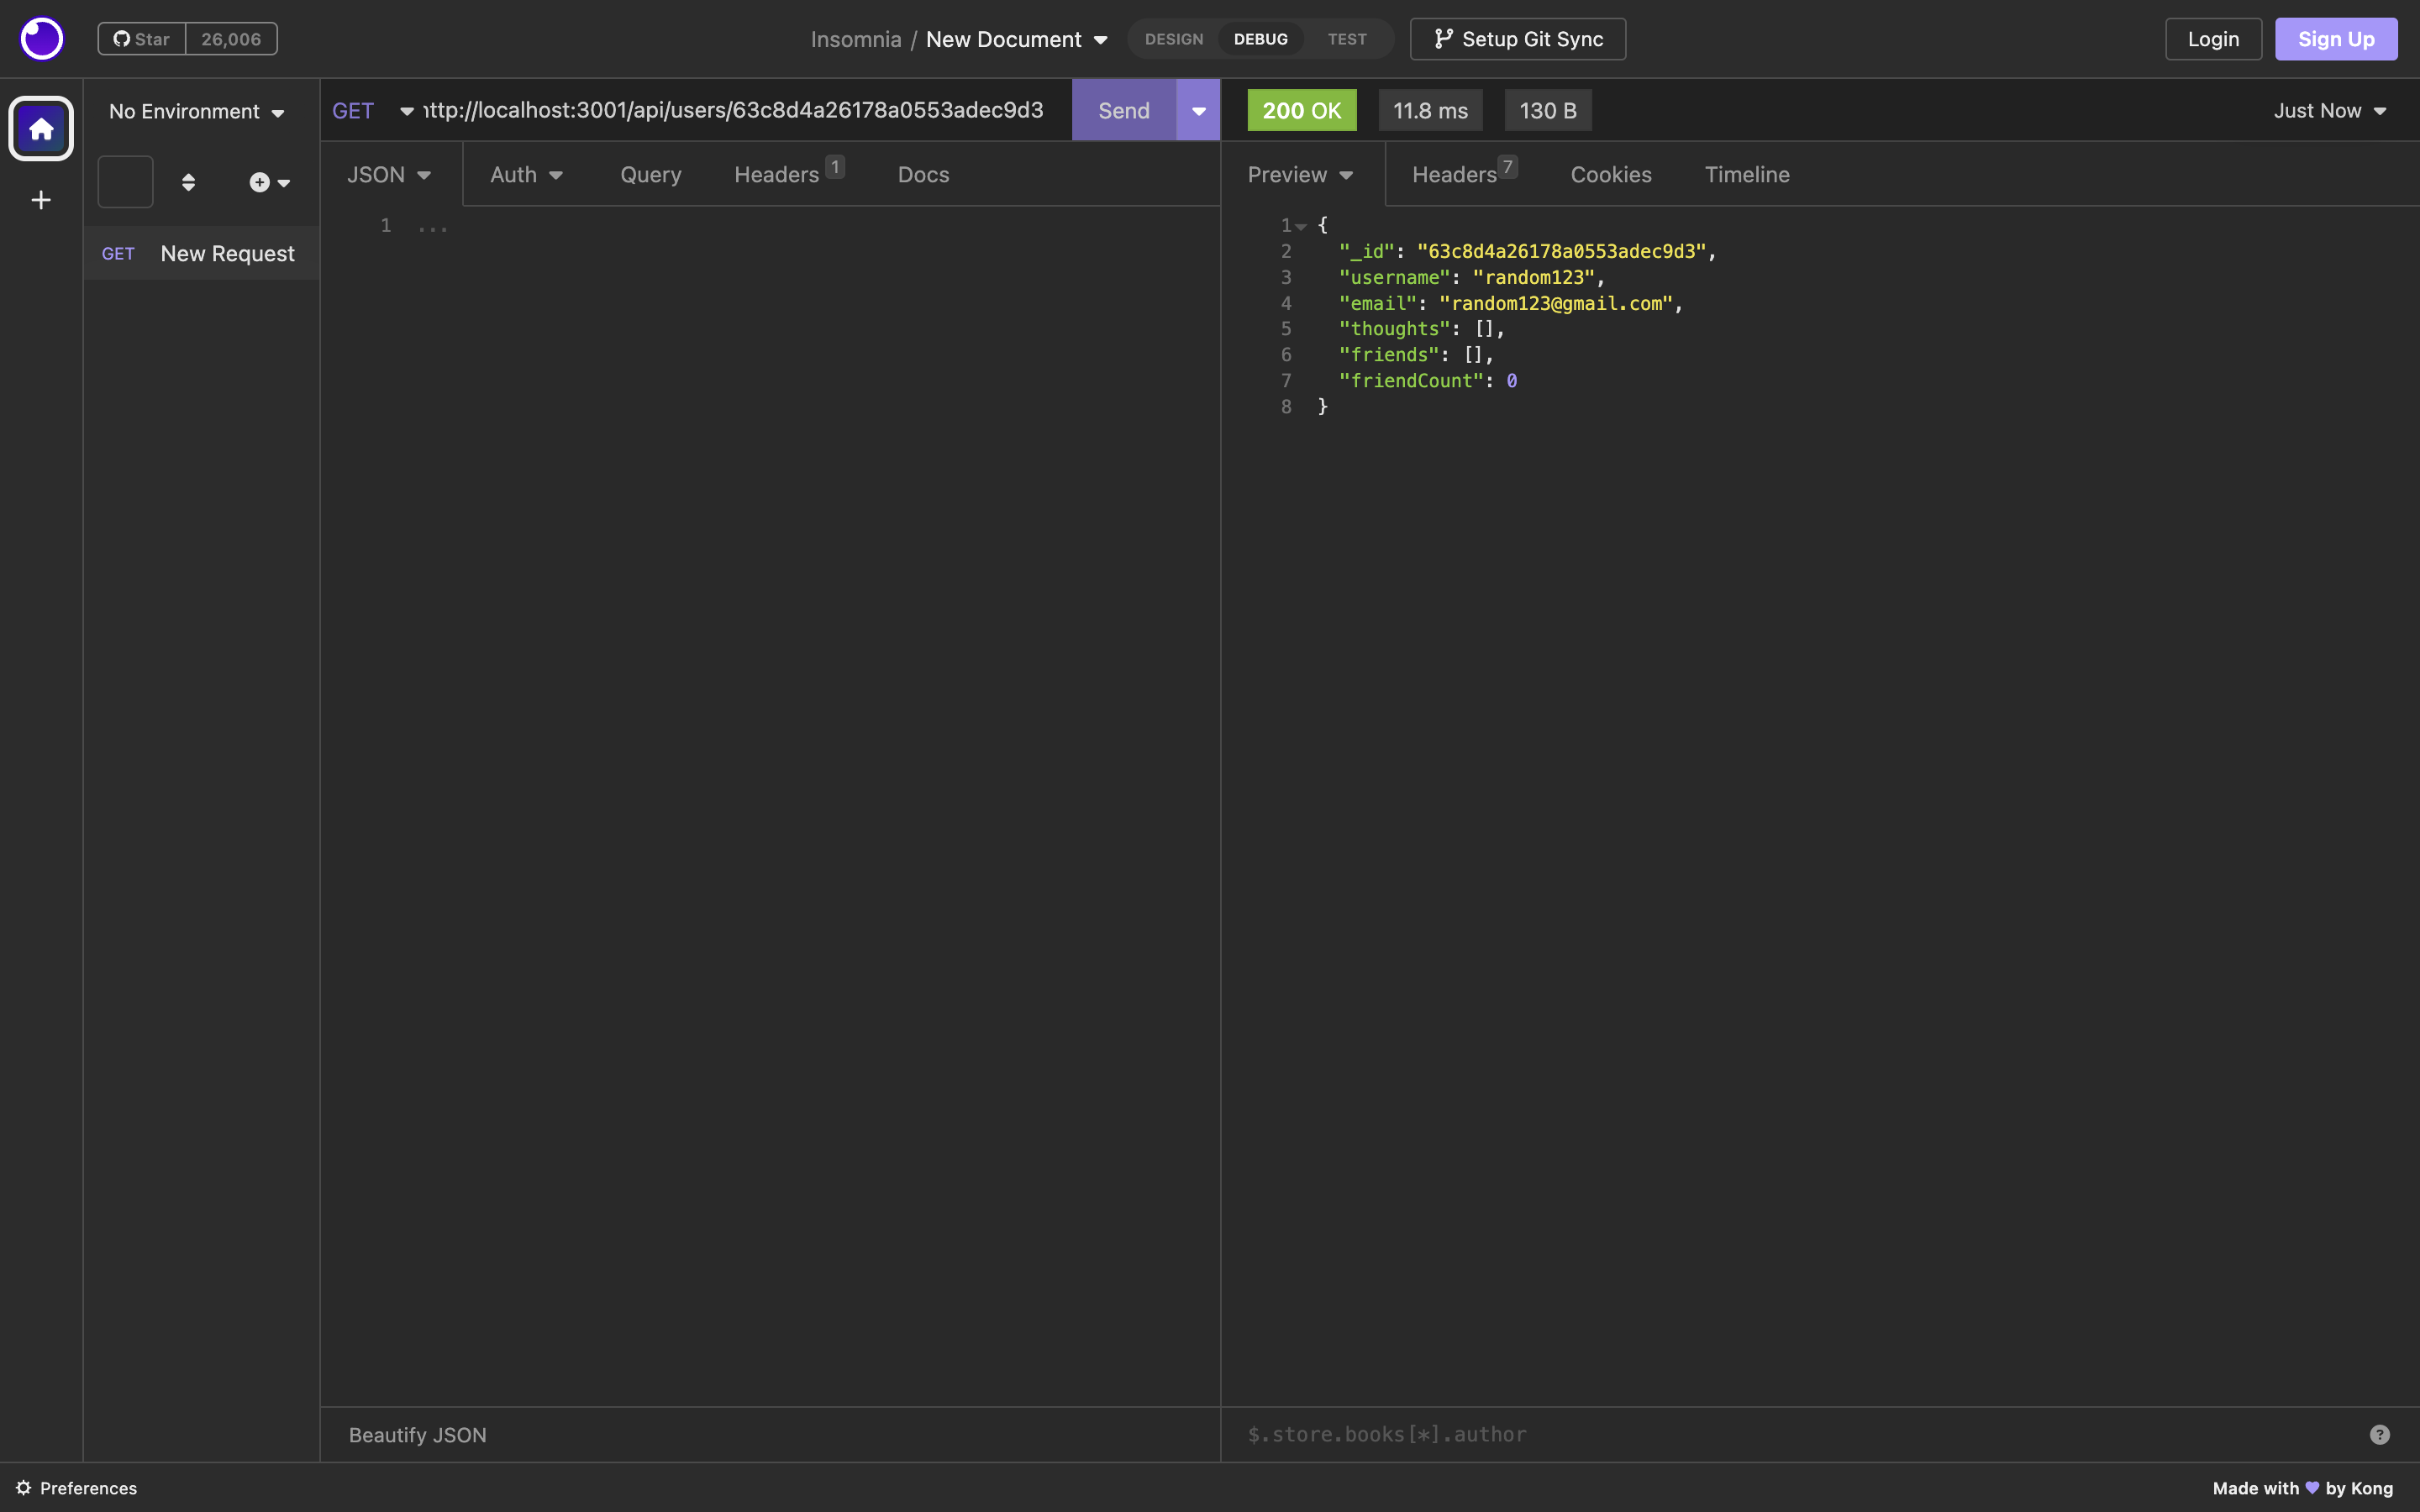 Star 26,006
Insomnia / New Document
DESIGN DEBUG TEST
Setup Git Sync
Login
Sign Up
No Environment
GET New Request
GET http://localhost:3001/api/users/63c8d4a26178a0553adec9d3 Send
200 OK 11.8 ms 130 B
Just Now
JSON Auth Query Headers 1 Docs
Preview Headers 7 Cookies Timeline
1 ...
1 {
2 "_id": "63c8d4a26178a0553adec9d3",
3 "username": "random123",
4 "email": "random123@gmail.com",
5 "thoughts": [],
6 "friends": [],
7 "friendCount": 0
8 }
Beautify JSON
$.store.books[*].author
?
Preferences
Made with 💜 by Kong